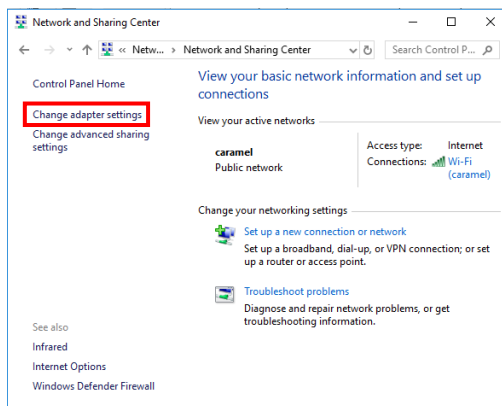 Network and Sharing Center
« Netw... › Network and Sharing Center
Search Control P...
Control Panel Home
Change adapter settings
Change advanced sharing
settings
View your basic network information and set up
connections
View your active networks
caramel
Public network
Access type: Internet
Connections: Wi-Fi
(caramel)
Change your networking settings
Set up a new connection or network
Set up a broadband, dial-up, or VPN connection; or set
up a router or access point.
Troubleshoot problems
Diagnose and repair network problems, or get
troubleshooting information.
See also
Infrared
Internet Options
Windows Defender Firewall